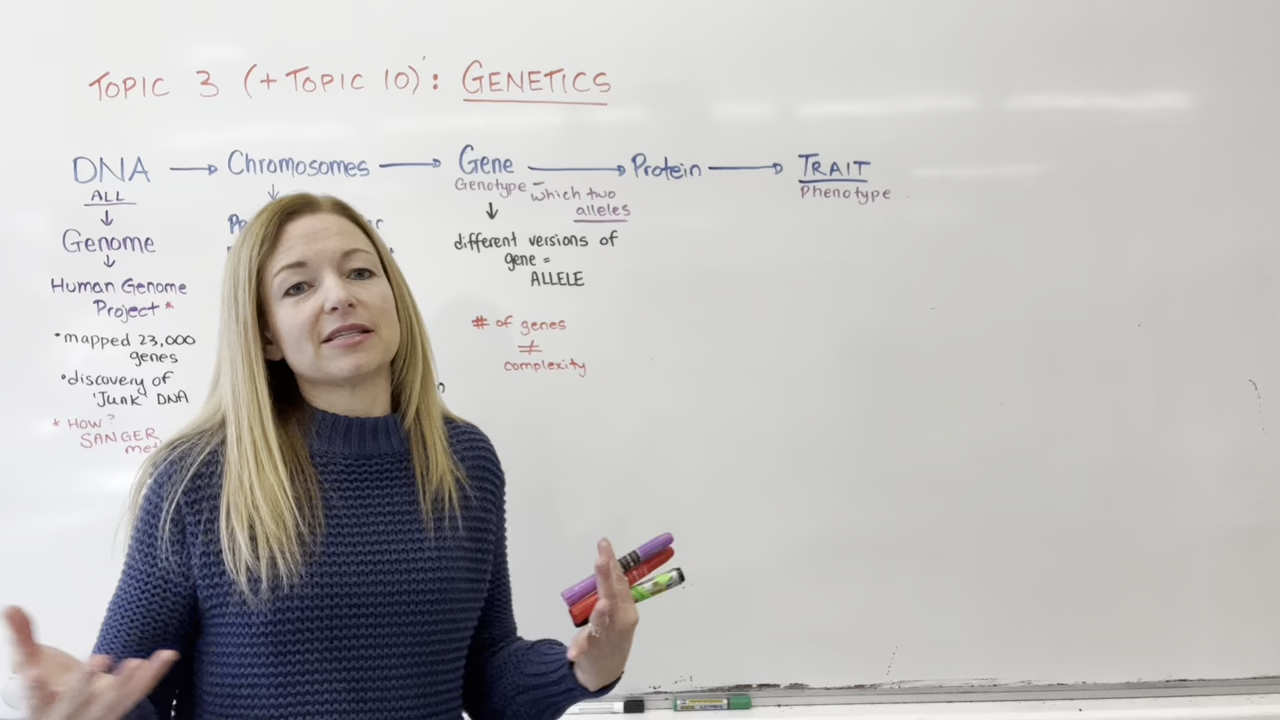 TOPIC 3 (+ TOPIC 10): GENETICS
DNA → Chromosomes → Gene → Protein → TRAIT
ALL
↓
Genome
↓
Human Genome
Project *
• mapped 23,000
genes
• discovery of
'Junk' DNA
* HOW?
SANGER
↓
Genotype - which two
alleles
↓
different versions of
gene =
ALLELE
# of genes
≠
complexity
Phenotype